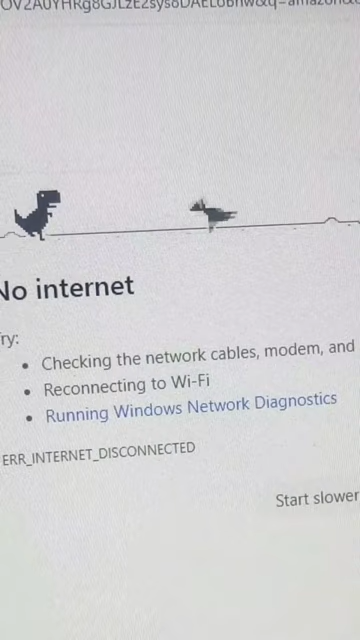 No internet
Try:
Checking the network cables, modem, and
Reconnecting to Wi-Fi
Running Windows Network Diagnostics
ERR_INTERNET_DISCONNECTED
Start slower